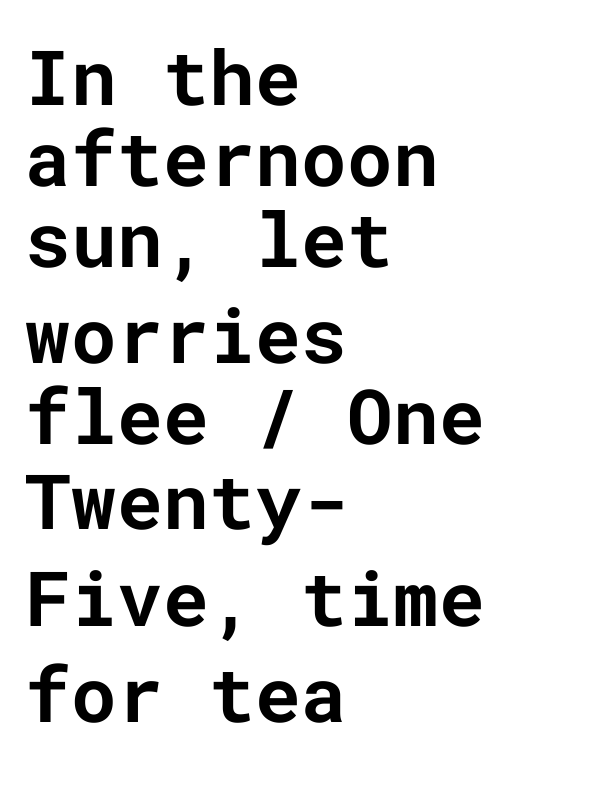 In the
afternoon
sun, let
worries
flee / One
Twenty-
Five, time
for tea